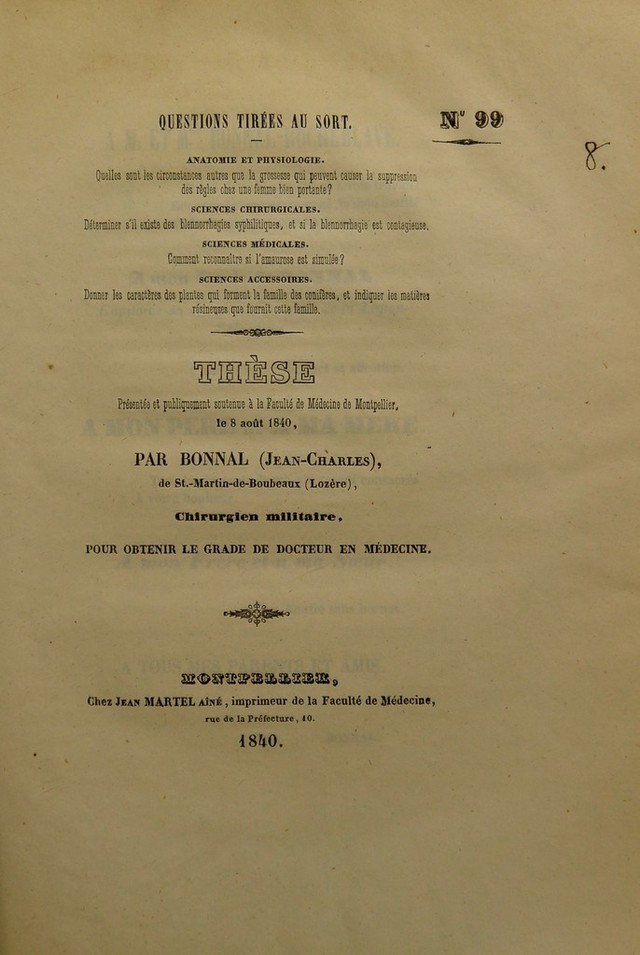 QUESTIONS TIRÉES AU SORT.
N° 99
8.
ANATOMIE ET PHYSIOLOGIE.
Quelles sont les circonstances autres que la grossesse qui peuvent causer la suppression
des règles chez une femme bien portante?
SCIENCES CHIRURGICALES.
Déterminer s'il existe des blennorrhagies syphilitiques, et si la blennorrhagie est contagieuse.
SCIENCES MÉDICALES.
Comment reconnaître si l'amaurose est simulée?
SCIENCES ACCESSOIRES.
Donner les caractères des plantes qui forment la famille des conifères, et indiquer les matières
résineuses que fournit cette famille.
THÈSE
Présentée et publiquement soutenue à la Faculté de Médecine de Montpellier,
le 8 août 1840,
PAR BONNAL (JEAN-CHARLES),
de St.-Martin-de-Boubeaux (Lozère),
Chirurgien militaire,
POUR OBTENIR LE GRADE DE DOCTEUR EN MÉDECINE.
MONTPELLIER,
Chez JEAN MARTEL AÎNÉ, imprimeur de la Faculté de Médecine,
rue de la Préfecture, 10.
1840.